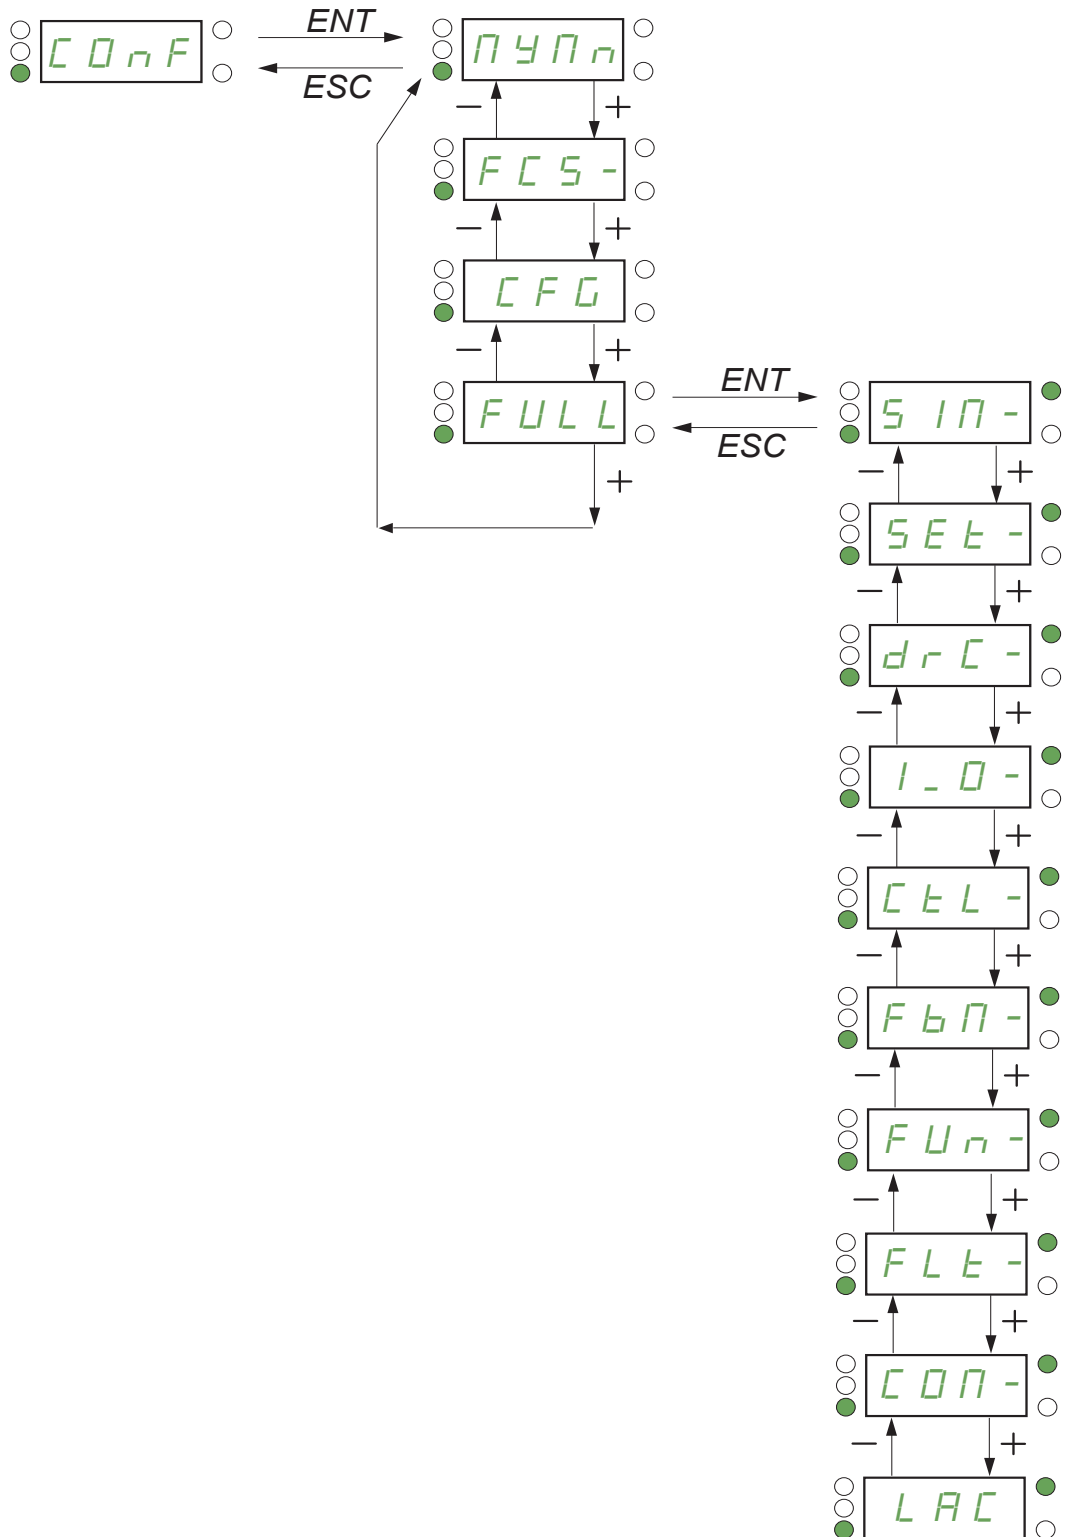 COnF
ENT
ESC
MYMn
− +
FCS-
− +
CFG
− +
FULL
+
ENT
ESC
SIM-
− +
SEt-
− +
drC-
− +
I_O-
− +
CtL-
− +
FbM-
− +
FUn-
− +
FLt-
− +
COM-
− +
LAC